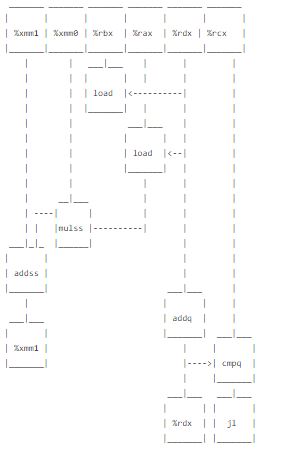 %xmm1 %xmm0 %rbx %rax %rdx %rcx
load
load
mulss
addss
addq
%xmm1
cmpq
%rdx jl